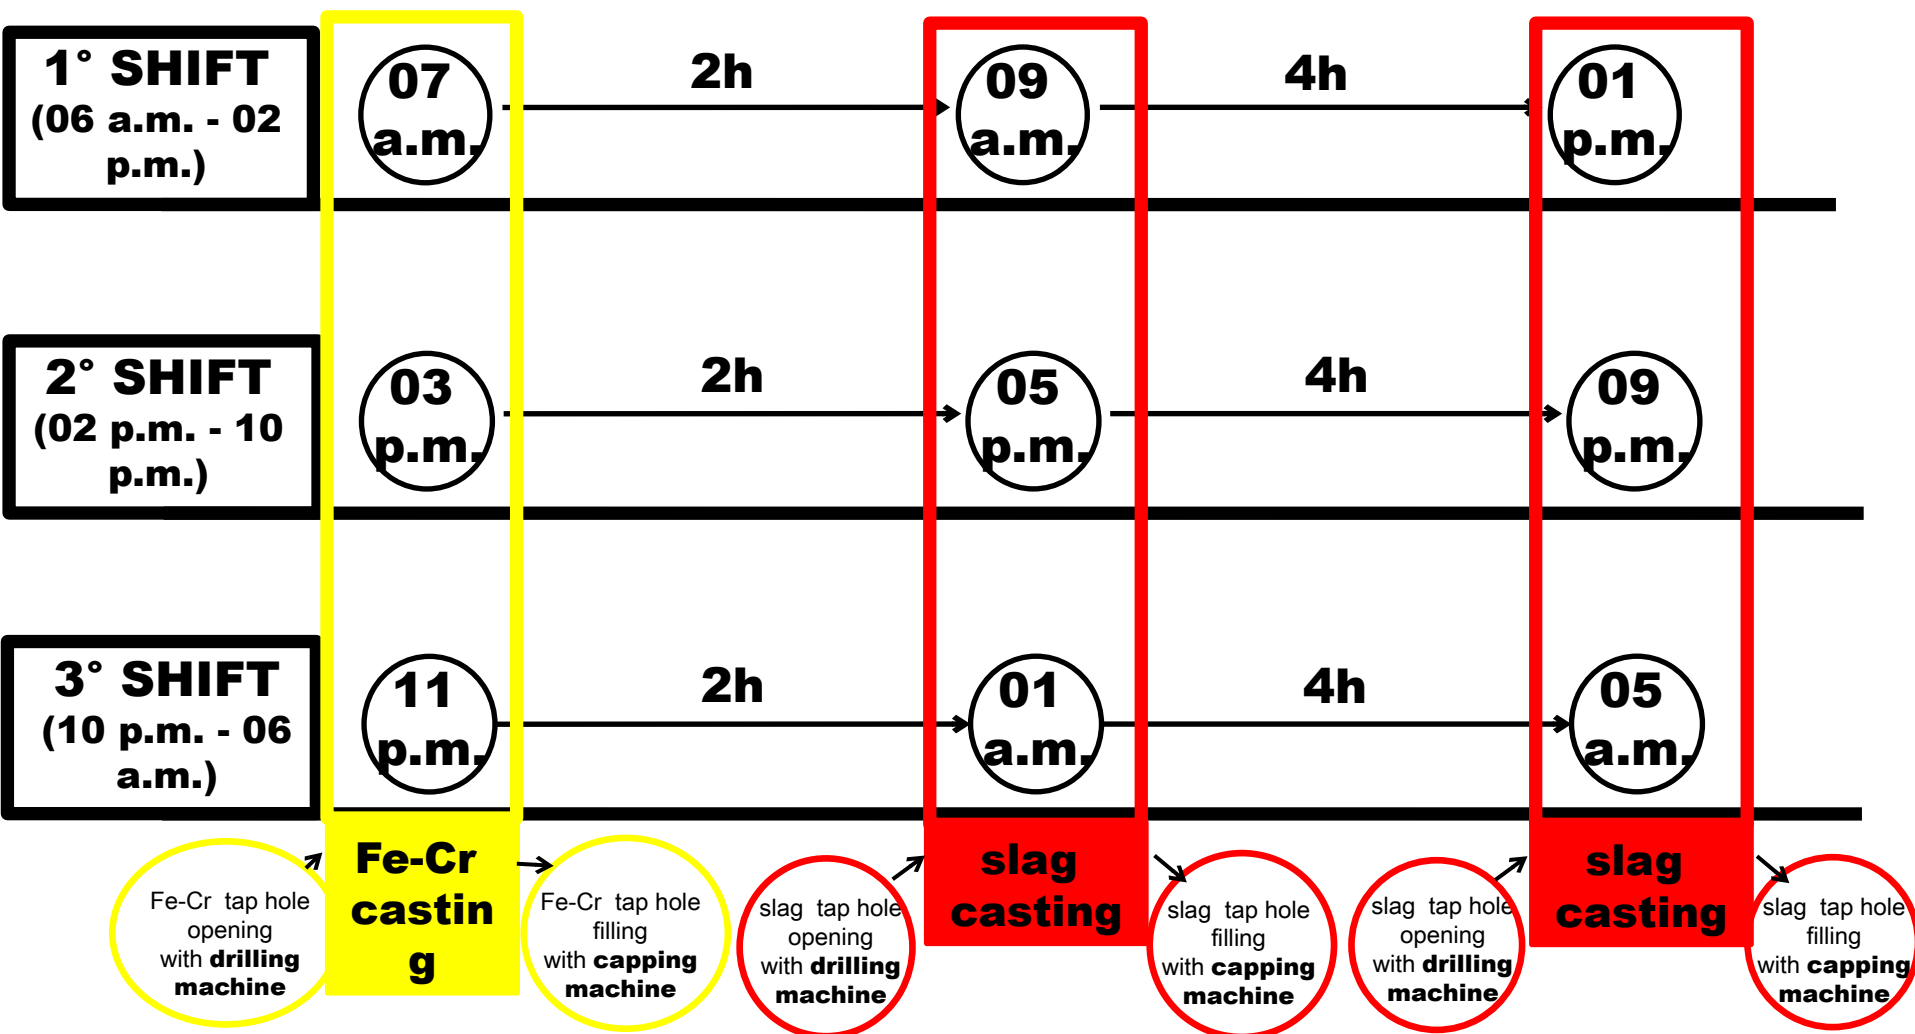 1° SHIFT
(06 a.m. - 02
p.m.)
07
a.m.
2h
09
a.m.
4h
01
p.m.
2° SHIFT
(02 p.m. - 10
p.m.)
03
p.m.
2h
05
p.m.
4h
09
p.m.
3° SHIFT
(10 p.m. - 06
a.m.)
11
p.m.
2h
01
a.m.
4h
05
a.m.
Fe-Cr tap hole
opening
with drilling
machine
Fe-Cr
castin
g
Fe-Cr tap hole
filling
with capping
machine
slag tap hole
opening
with drilling
machine
slag
casting
slag tap hole
filling
with capping
machine
slag tap hole
opening
with drilling
machine
slag
casting
slag tap hole
filling
with capping
machine